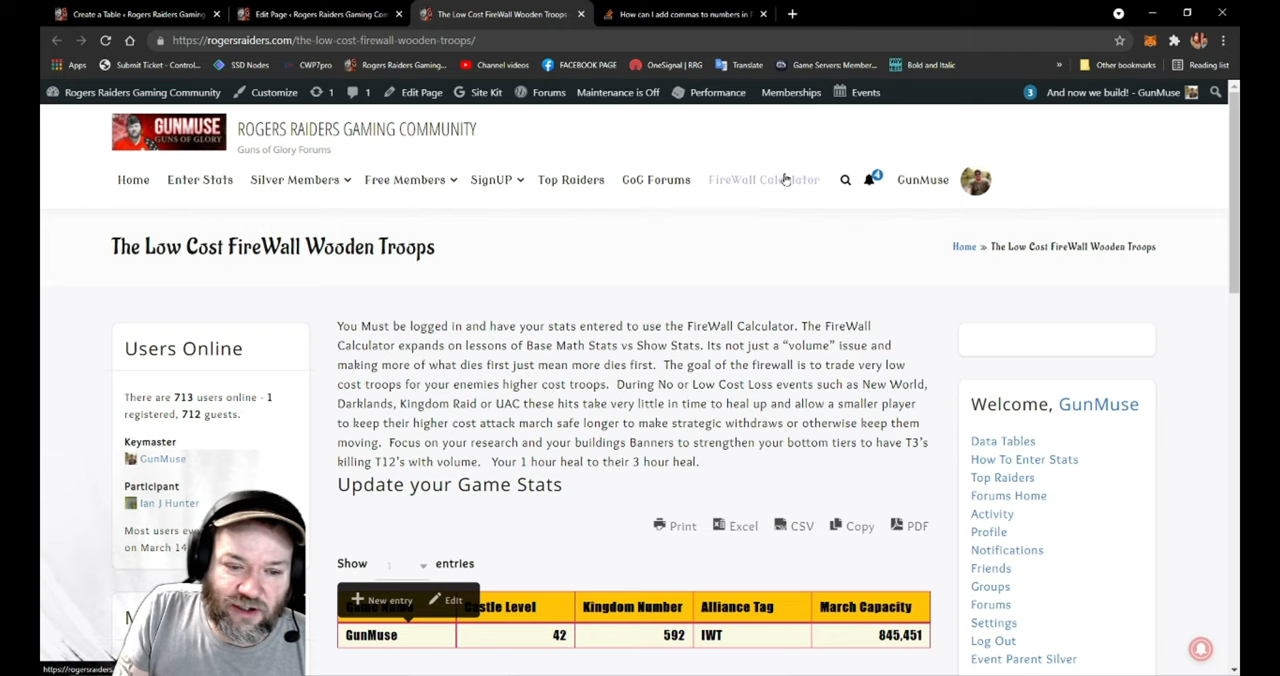 Create a Table ‹ Rogers Raiders Gaming
Edit Page ‹ Rogers Raiders Gaming Con
The Low Cost FireWall Wooden Troops
How can I add commas to numbers in
https://rogersraiders.com/the-low-cost-firewall-wooden-troops/
Apps
Submit Ticket - Control...
SSD Nodes
CWP7pro
Rogers Raiders Gaming...
Channel videos
FACEBOOK PAGE
OneSignal | RRG
Translate
Game Servers: Member...
Bold and Italic
»
Other bookmarks
Reading list
Rogers Raiders Gaming Community
Customize
1
1
Edit Page
Site Kit
Forums
Maintenance is Off
Performance
Memberships
Events
3
And now we build! - GunMuse
GUNMUSE
GUNS OF GLORY
ROGERS RAIDERS GAMING COMMUNITY
Guns of Glory Forums
Home
Enter Stats
Silver Members
Free Members
SignUP
Top Raiders
GoG Forums
FireWall Calculator
4
GunMuse
The Low Cost FireWall Wooden Troops
Home » The Low Cost FireWall Wooden Troops
Users Online
There are 713 users online - 1
registered, 712 guests.
Keymaster
GunMuse
Participant
Ian J Hunter
Most users ev
on March 14
You Must be logged in and have your stats entered to use the FireWall Calculator. The FireWall
Calculator expands on lessons of Base Math Stats vs Show Stats. Its not just a “volume” issue and
making more of what dies first just mean more dies first. The goal of the firewall is to trade very low
cost troops for your enemies higher cost troops. During No or Low Cost Loss events such as New World,
Darklands, Kingdom Raid or UAC these hits take very little in time to heal up and allow a smaller player
to keep their higher cost attack march safe longer to make strategic withdraws or otherwise keep them
moving. Focus on your research and your buildings Banners to strengthen your bottom tiers to have T3’s
killing T12’s with volume. Your 1 hour heal to their 3 hour heal.
Update your Game Stats
Print
Excel
CSV
Copy
PDF
Show 1 entries
New entry
Edit
Castle Level
Kingdom Number
Alliance Tag
March Capacity
GunMuse
42
592
IWT
845,451
Welcome, GunMuse
Data Tables
How To Enter Stats
Top Raiders
Forums Home
Activity
Profile
Notifications
Friends
Groups
Forums
Settings
Log Out
Event Parent Silver
https://rogersraiders.